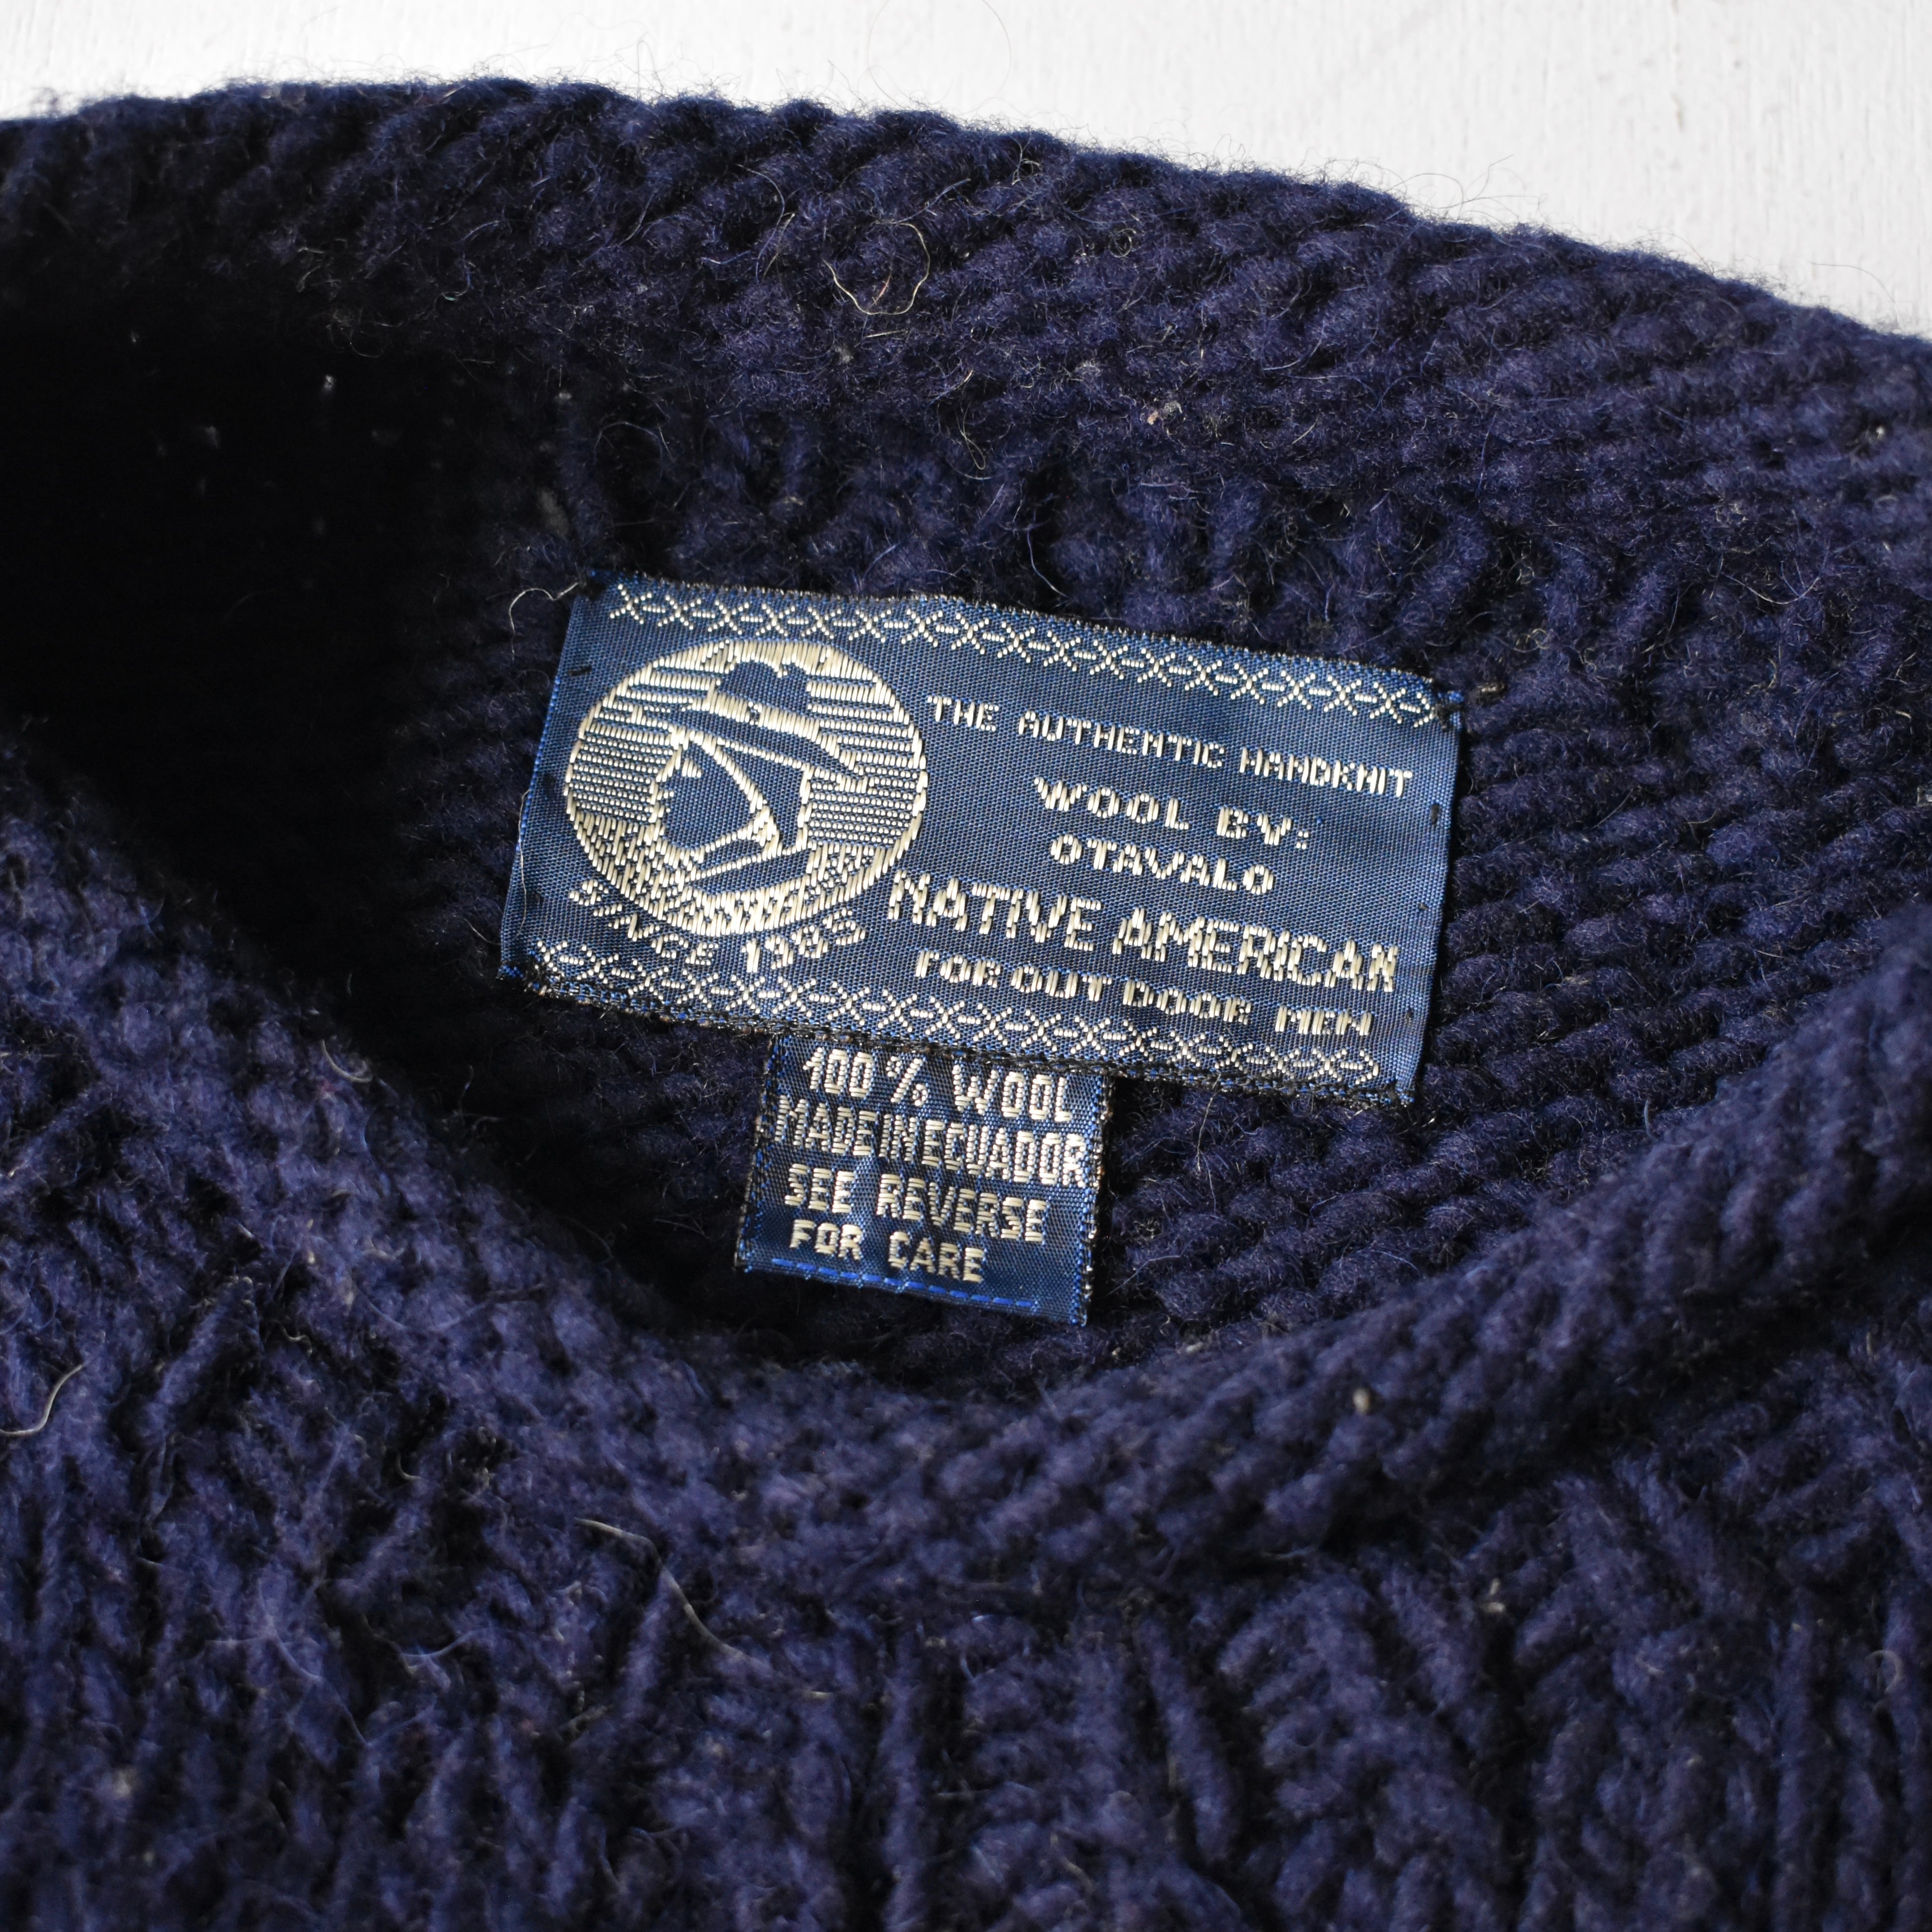 THE AUTHENTIC HANDKNIT
WOOL BY:
OTAVALO
NATIVE AMERICAN
FOR OUT DOOR MEN
SINCE 1983
100% WOOL
MADE IN ECUADOR
SEE REVERSE
FOR CARE